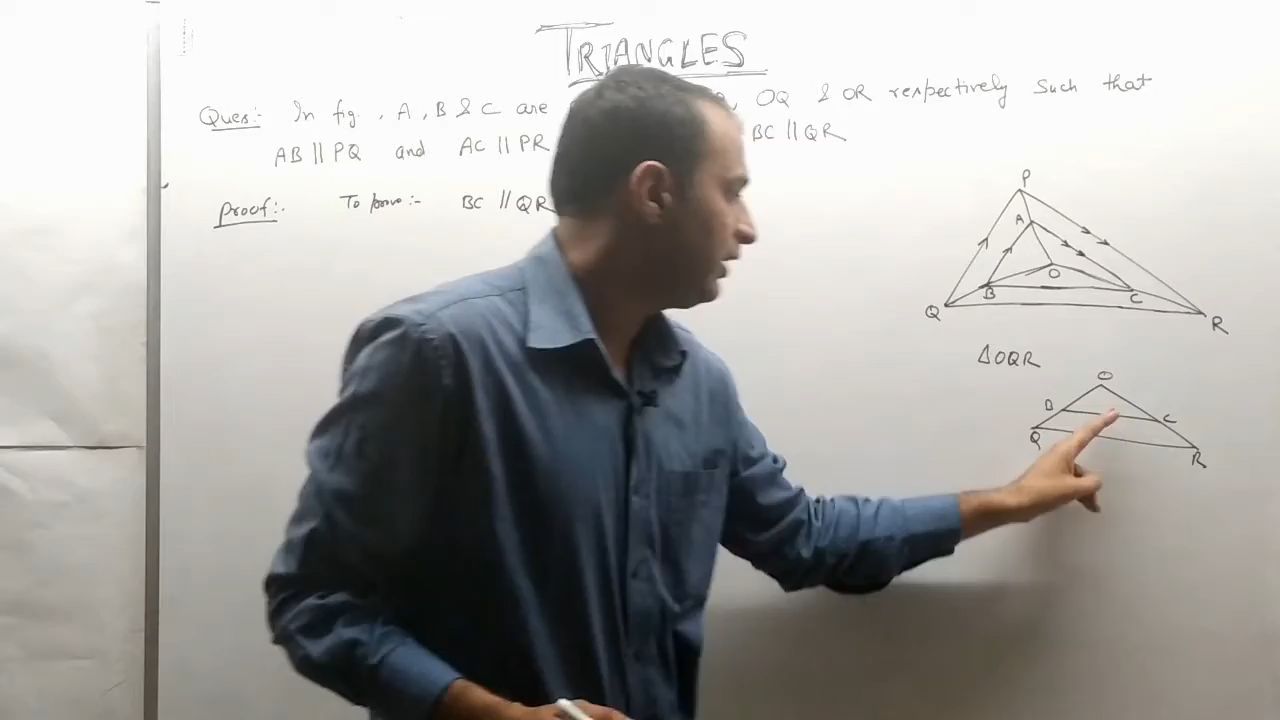 TRIANGLES
Ques:- In fig, A, B & C are OQ & OR respectively such that
AB || PQ and AC || PR BC || QR
Proof:- To prove:- BC || QR
P
A
O
B
C
Q
R
△OQR
O
B
C
Q
R